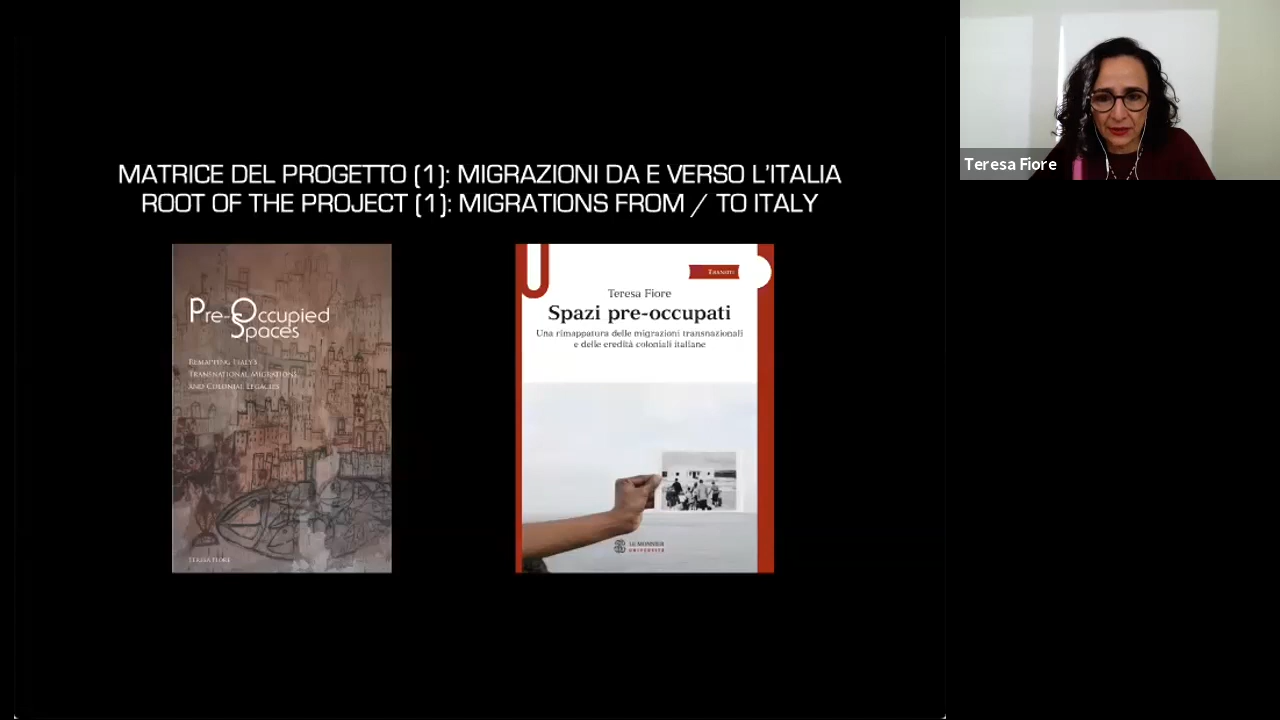 MATRICE DEL PROGETTO (1): MIGRAZIONI DA E VERSO L'ITALIA
ROOT OF THE PROJECT (1): MIGRATIONS FROM / TO ITALY
Pre-Occupied
Spaces
REMAPPING ITALY'S
TRANSNATIONAL MIGRATIONS
AND COLONIAL LEGACIES
TERESA FIORE
U
TRANSITI
Teresa Fiore
Spazi pre-occupati
Una rimappatura delle migrazioni transnazionali
e delle eredità coloniali italiane
LE MONNIER
UNIVERSITÀ
Teresa Fiore